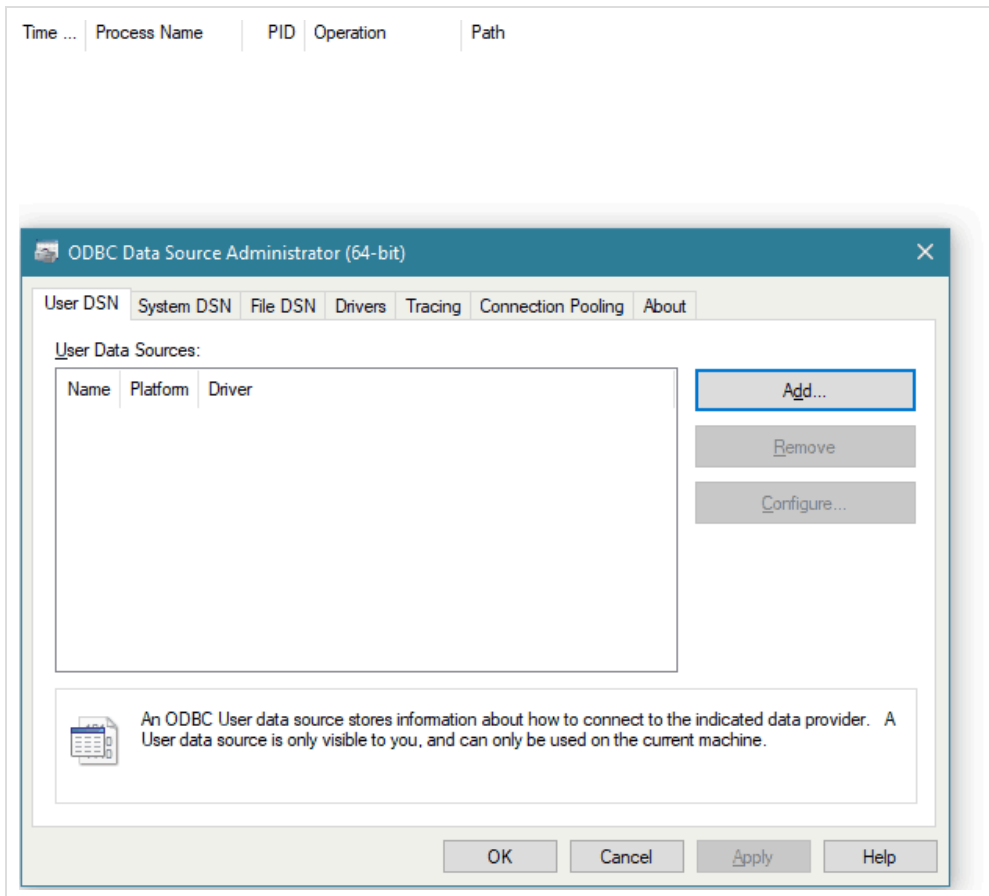 Time ... Process Name PID Operation Path
ODBC Data Source Administrator (64-bit)
User DSN System DSN File DSN Drivers Tracing Connection Pooling About
User Data Sources:
Name Platform Driver
Add...
Remove
Configure...
An ODBC User data source stores information about how to connect to the indicated data provider. A
User data source is only visible to you, and can only be used on the current machine.
OK Cancel Apply Help